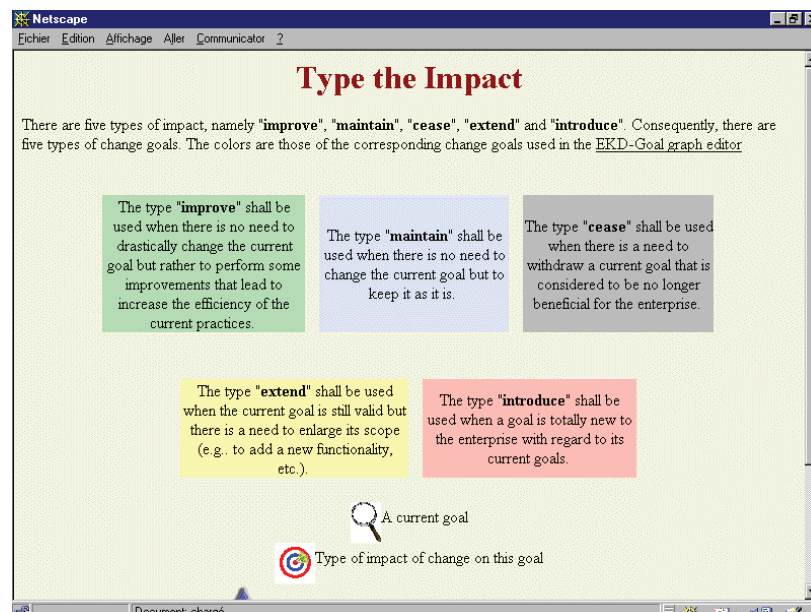 Netscape
Fichier Edition Affichage Aller Communicator ?
Type the Impact
There are five types of impact, namely "improve", "maintain", "cease", "extend" and "introduce". Consequently, there are
five types of change goals. The colors are those of the corresponding change goals used in the EKD-Goal graph editor
The type "improve" shall be
used when there is no need to
drastically change the current
goal but rather to perform some
improvements that lead to
increase the efficiency of the
current practices.
The type "maintain" shall be
used when there is no need to
change the current goal but to
keep it as it is.
The type "cease" shall be used
when there is a need to
withdraw a current goal that is
considered to be no longer
beneficial for the enterprise.
The type "extend" shall be used
when the current goal is still valid but
there is a need to enlarge its scope
(e.g.. to add a new functionality,
etc.).
The type "introduce" shall be
used when a goal is totally new to
the enterprise with regard to its
current goals.
A current goal
Type of impact of change on this goal
Document: chargé